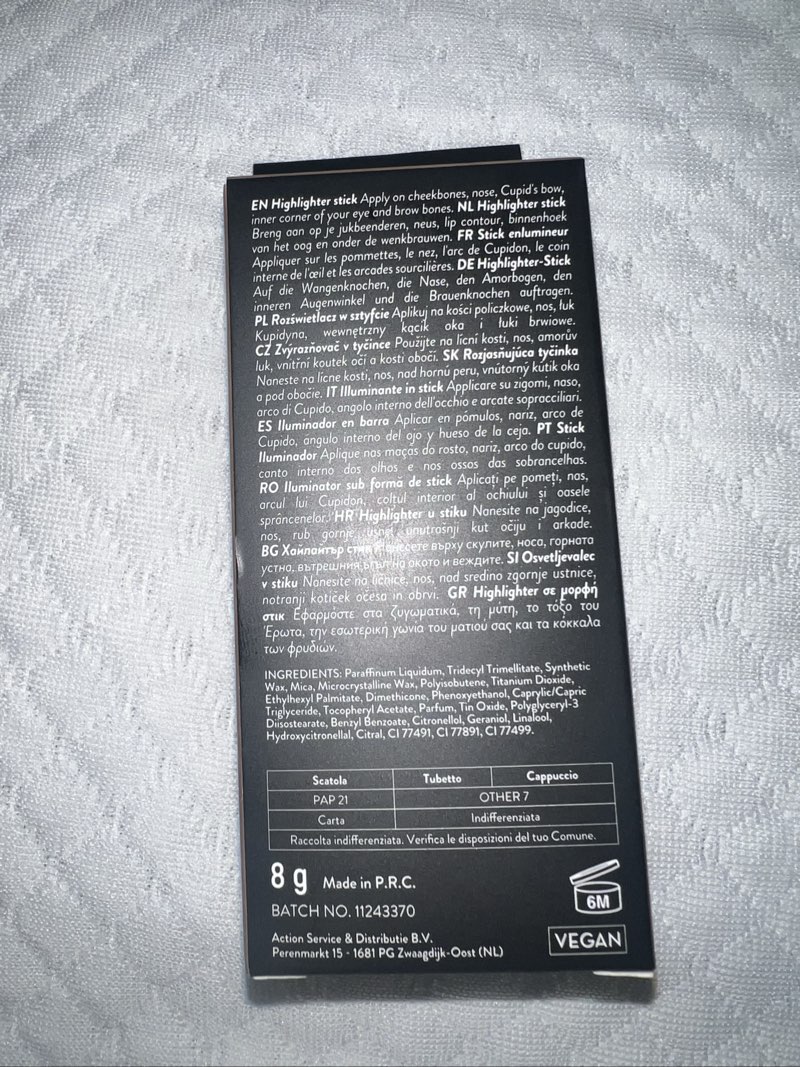 EN Highlighter stick Apply on cheekbones, nose, Cupid's bow,
inner corner of your eye and brow bones. NL Highlighter stick
Breng aan op je jukbeenderen, neus, lip contour, binnenhoek
van het oog en onder de wenkbrauwen. FR Stick enlumineur
Appliquer sur les pommettes, le nez, l'arc de Cupidon, le coin
interne de l'œil et les arcades sourcilières. DE Highlighter-Stick
Auf die Wangenknochen, die Nase, den Amorbogen, den
inneren Augenwinkel und die Brauenknochen auftragen.
PL Rozświetlacz w sztyfcie Aplikuj na kości policzkowe, nos, łuk
Kupidyna, wewnętrzny kącik oka i łuki brwiowe.
CZ Zvýrazňovač v tyčince Použijte na lícní kosti, nos, amorův
luk, vnitřní koutek očí a kosti obočí. SK Rozjasňujúca tyčinka
Naneste na lícne kosti, nos, nad hornú peru, vnútorný kútik oka
a pod obočie. IT Illuminante in stick Applicare su zigomi, naso,
arco di Cupido, angolo interno dell'occhio e arcate sopracciliari.
ES Iluminador en barra Aplicar en pómulos, nariz, arco de
Cupido, ángulo interno del ojo y hueso de la ceja. PT Stick
Iluminador Aplique nas maças do rosto, nariz, arco do cupido,
canto interno dos olhos e nos ossos das sobrancelhas.
RO Iluminator sub formă de stick Aplicați pe pomeți, nas,
arcul lui Cupidon, colțul interior al ochiului și oasele
sprâncenelor. HR Highlighter u stiku Nanesite na jagodice,
nos, rub gornje usne, unutrašnji kut očiju i arkade.
BG Хайлайтър стик Нанесете върху скулите, носа, горната
устна, вътрешния ъгъл на окото и веждите. SI Osvetljevalec
v stiku Nanesite na ličnice, nos, nad sredino zgornje ustnice,
notranji kotiček očesa in obrvi. GR Highlighter σε μορφή
στικ Εφαρμόστε στα ζυγωματικά, τη μύτη, το τόξο του
Έρωτα, την εσωτερική γωνία του ματιού σας και τα κόκκαλα
των φρυδιών.
INGREDIENTS: Paraffinum Liquidum, Tridecyl Trimellitate, Synthetic
Wax, Mica, Microcrystalline Wax, Polyisobutene, Titanium Dioxide,
Ethylhexyl Palmitate, Dimethicone, Phenoxyethanol, Caprylic/Capric
Triglyceride, Tocopheryl Acetate, Parfum, Tin Oxide, Polyglyceryl-3
Diisostearate, Benzyl Benzoate, Citronellol, Geraniol, Linalool,
Hydroxycitronellal, Citral, CI 77491, CI 77891, CI 77499.
Scatola Tubetto Cappuccio
PAP 21 OTHER 7
Carta Indifferenziata
Raccolta indifferenziata. Verifica le disposizioni del tuo Comune.
8 g Made in P.R.C.
6M
BATCH NO. 11243370
VEGAN
Action Service & Distributie B.V.
Perenmarkt 15 - 1681 PG Zwaagdijk-Oost (NL)